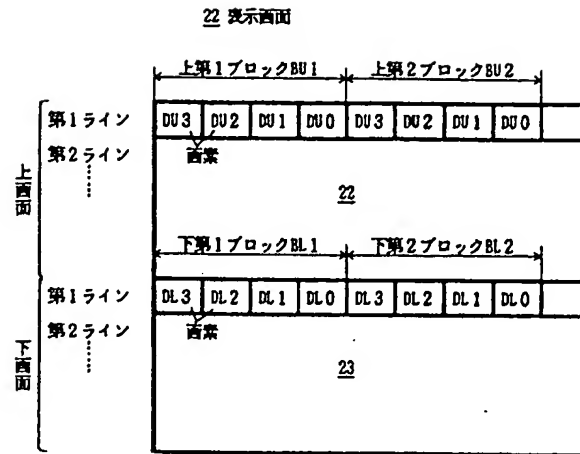 22 表示画面
上第1ブロックBU1 上第2ブロックBU2
第1ライン DU3 DU2 DU1 DU0 DU3 DU2 DU1 DU0
第2ライン 画素
……
上画面
22
下第1ブロックBL1 下第2ブロックBL2
第1ライン DL3 DL2 DL1 DL0 DL3 DL2 DL1 DL0
第2ライン 画素
……
下画面
23